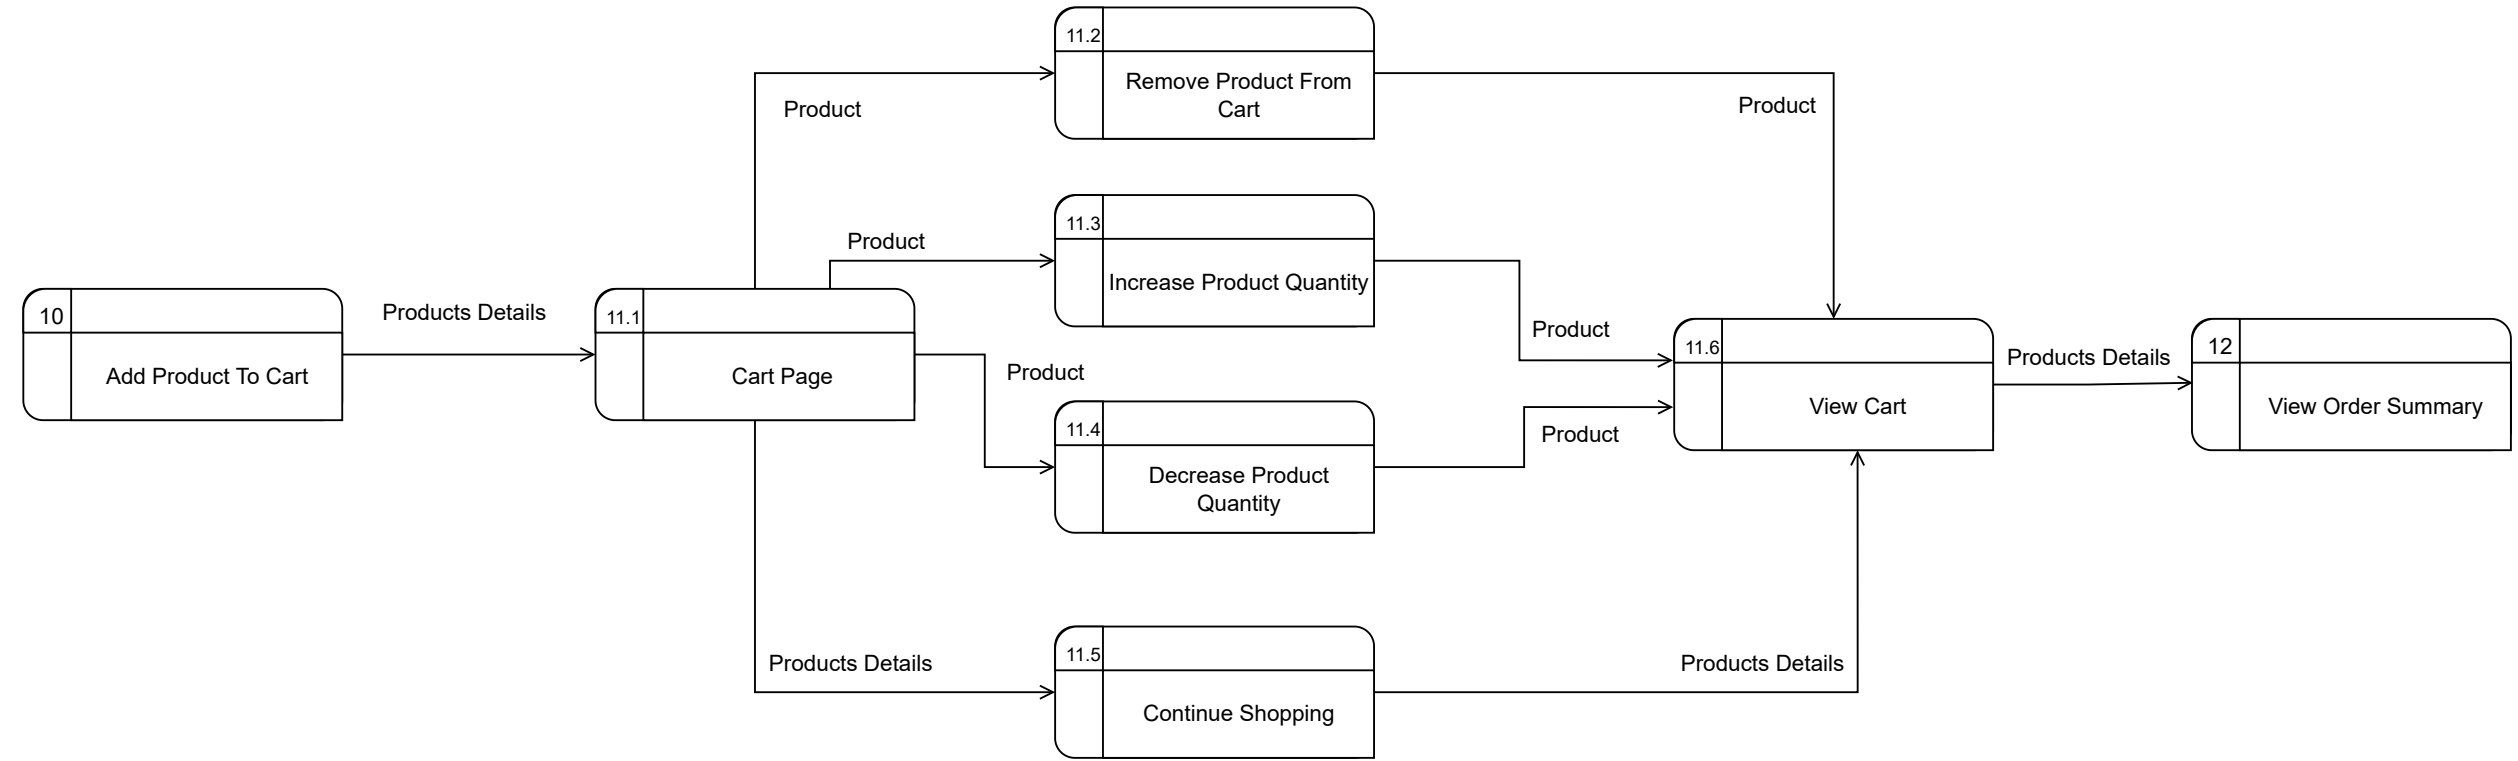 11.2
Remove Product From
Cart
Product
Product
11.3
Increase Product Quantity
Product
10
Add Product To Cart
Products Details
11.1
Cart Page
Product
Product
11.4
Decrease Product
Quantity
Product
11.6
View Cart
Products Details
12
View Order Summary
Products Details
11.5
Continue Shopping
Products Details